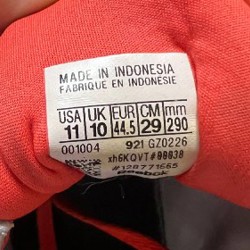 MADE IN INDONESIA
FABRIQUE EN INDONESIE
USA UK EUR CM mm
11 10 44.5 29 290
001004 921 GZ0226
Reebok